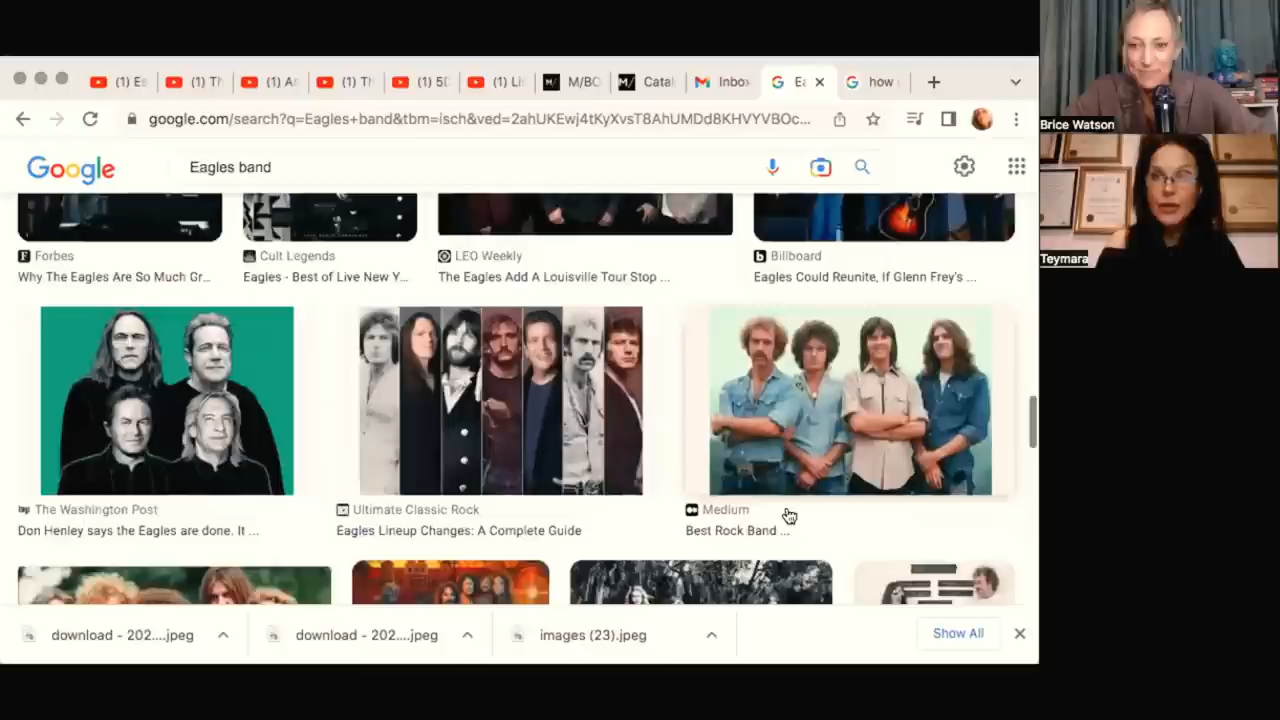 (1) Es
(1) Th
(1) As
(1) Th
(1) 5D
(1) Liv
M/BO
Catal
Inbox
Ea
how
google.com/search?q=Eagles+band&tbm=isch&ved=2ahUKEwj4tKyXvsT8AhUMDd8KHVYVBOc...
Google
Eagles band
Forbes
Why The Eagles Are So Much Gr...
Cult Legends
Eagles - Best of Live New Y...
LEO Weekly
The Eagles Add A Louisville Tour Stop ...
Billboard
Eagles Could Reunite, If Glenn Frey's ...
The Washington Post
Don Henley says the Eagles are done. It ...
Ultimate Classic Rock
Eagles Lineup Changes: A Complete Guide
Medium
Best Rock Band ...
download - 202....jpeg
download - 202....jpeg
images (23).jpeg
Show All
Brice Watson
Teymara